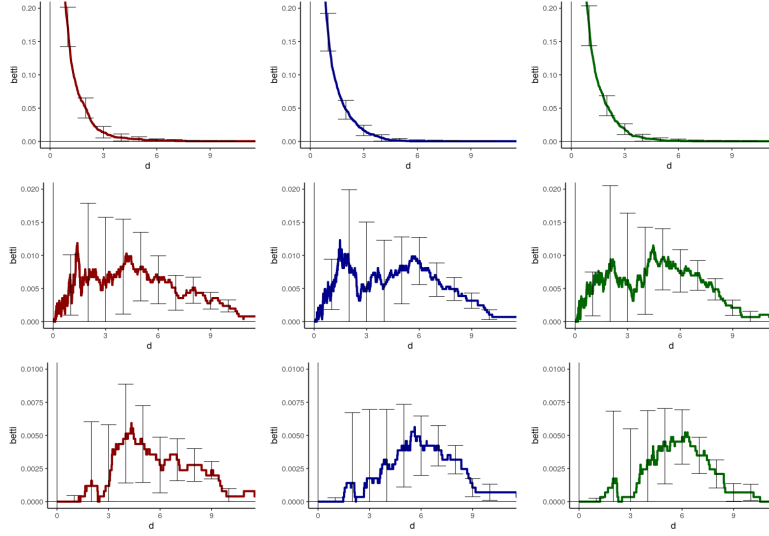 0.20 0.20 0.20
0.15 0.15 0.15
betti betti betti
0.10 0.10 0.10
0.05 0.05 0.05
0.00 0.00 0.00
0 3 6 9 0 3 6 9 0 3 6 9
d d d
0.020 0.020 0.020
0.015 0.015 0.015
betti betti betti
0.010 0.010 0.010
0.005 0.005 0.005
0.000 0.000 0.000
0 3 6 9 0 3 6 9 0 3 6 9
d d d
0.0100 0.0100 0.0100
0.0075 0.0075 0.0075
betti betti betti
0.0050 0.0050 0.0050
0.0025 0.0025 0.0025
0.0000 0.0000 0.0000
0 3 6 9 0 3 6 9 0 3 6 9
d d d